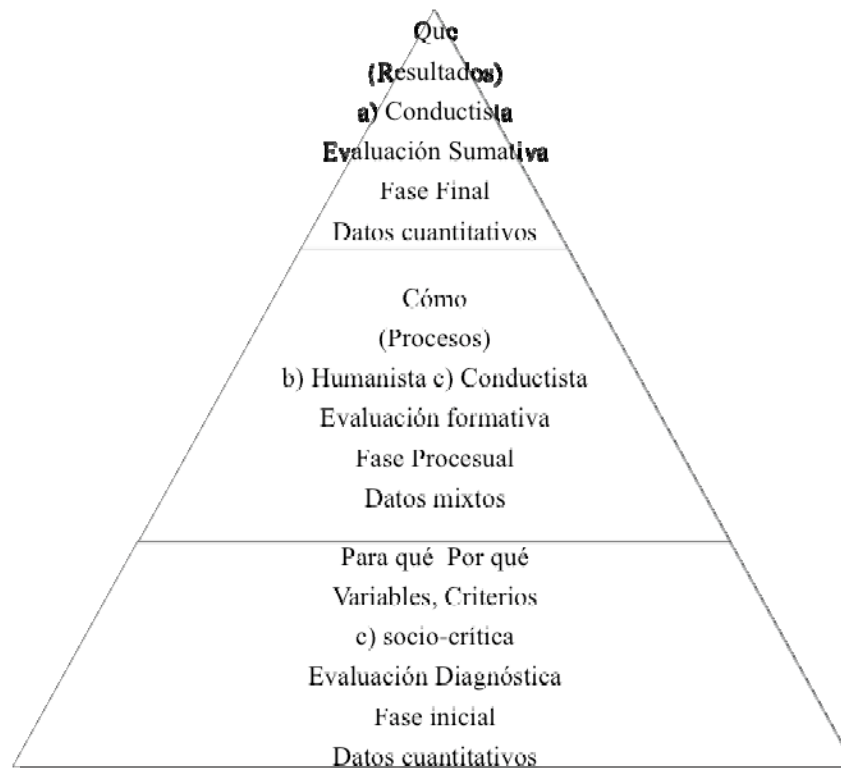 Que
(Resultados)
a) Conductista
Evaluación Sumativa
Fase Final
Datos cuantitativos
Cómo
(Procesos)
b) Humanista c) Conductista
Evaluación formativa
Fase Procesual
Datos mixtos
Para qué Por qué
Variables, Criterios
c) socio-crítica
Evaluación Diagnóstica
Fase inicial
Datos cuantitativos